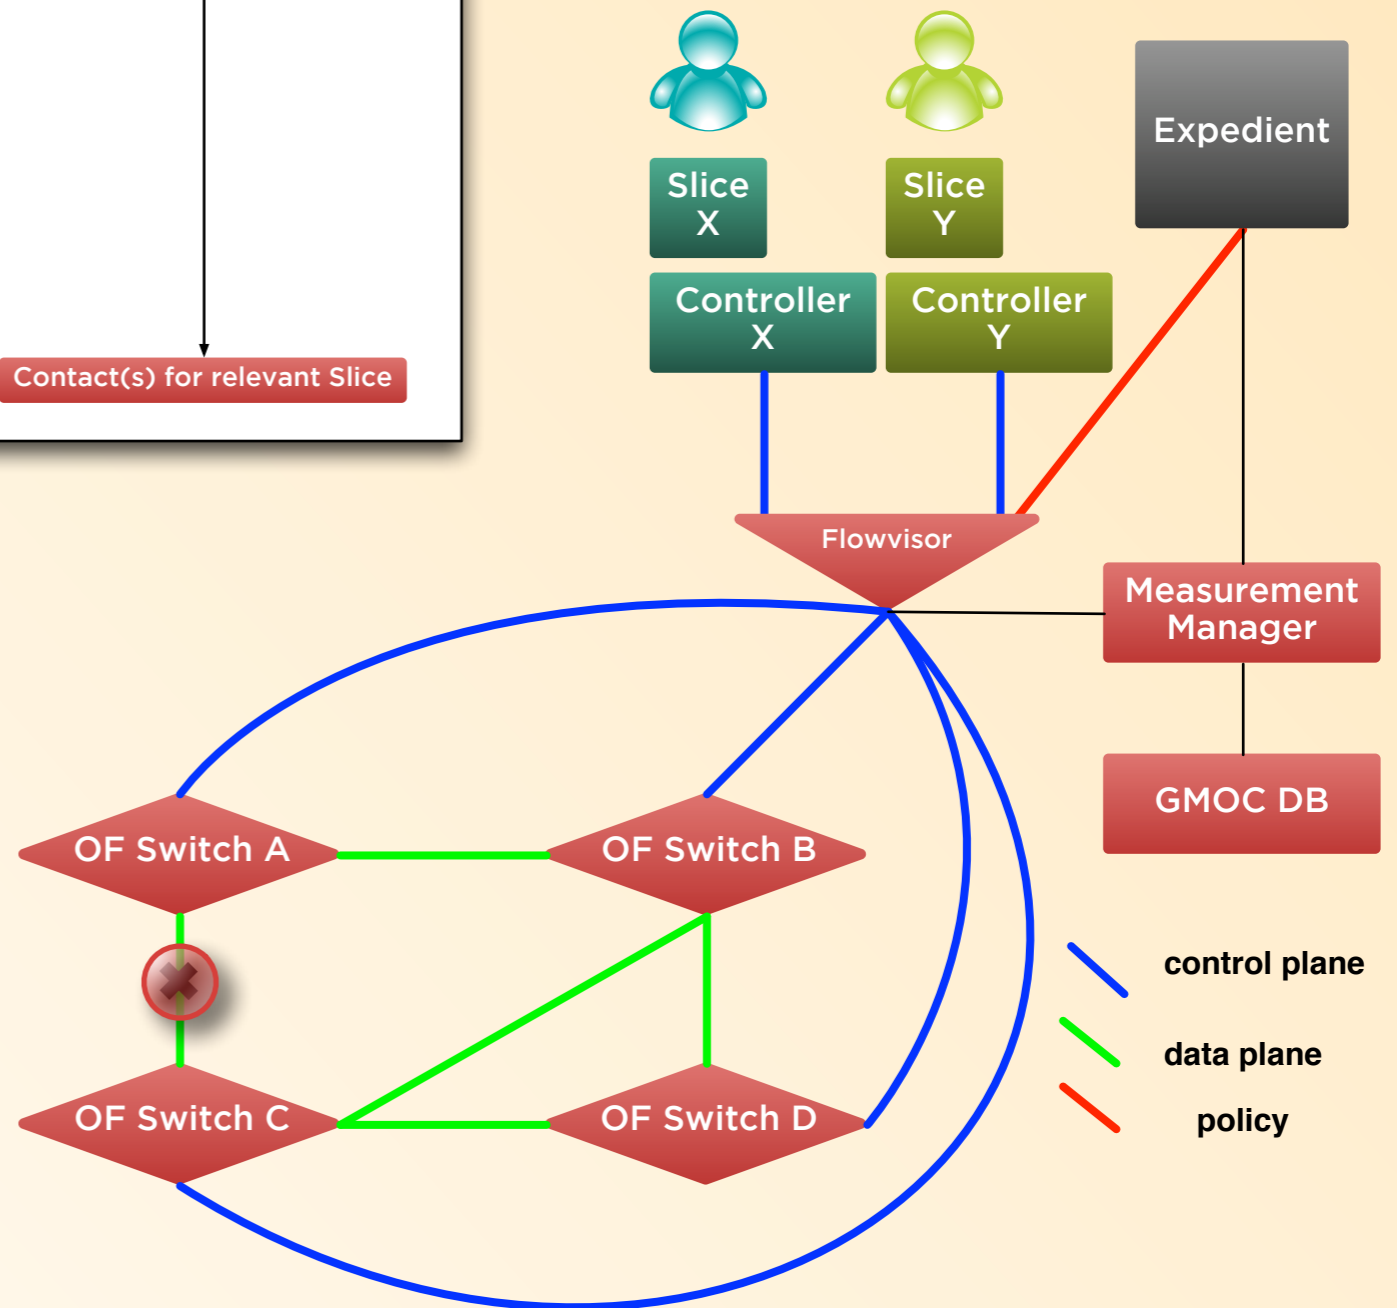 Contact(s) for relevant Slice
Slice
X
Slice
Y
Expedient
Controller
X
Controller
Y
Flowvisor
Measurement
Manager
GMOC DB
OF Switch A
OF Switch B
OF Switch C
OF Switch D
control plane
data plane
policy